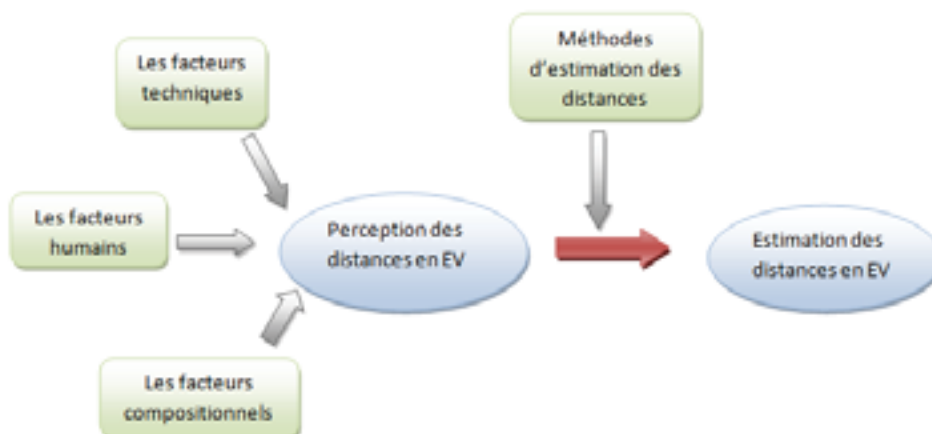 Les facteurs
techniques
Méthodes
d'estimation des
distances
Les facteurs
humains
Perception des
distances en EV
Estimation des
distances en EV
Les facteurs
compositionnels